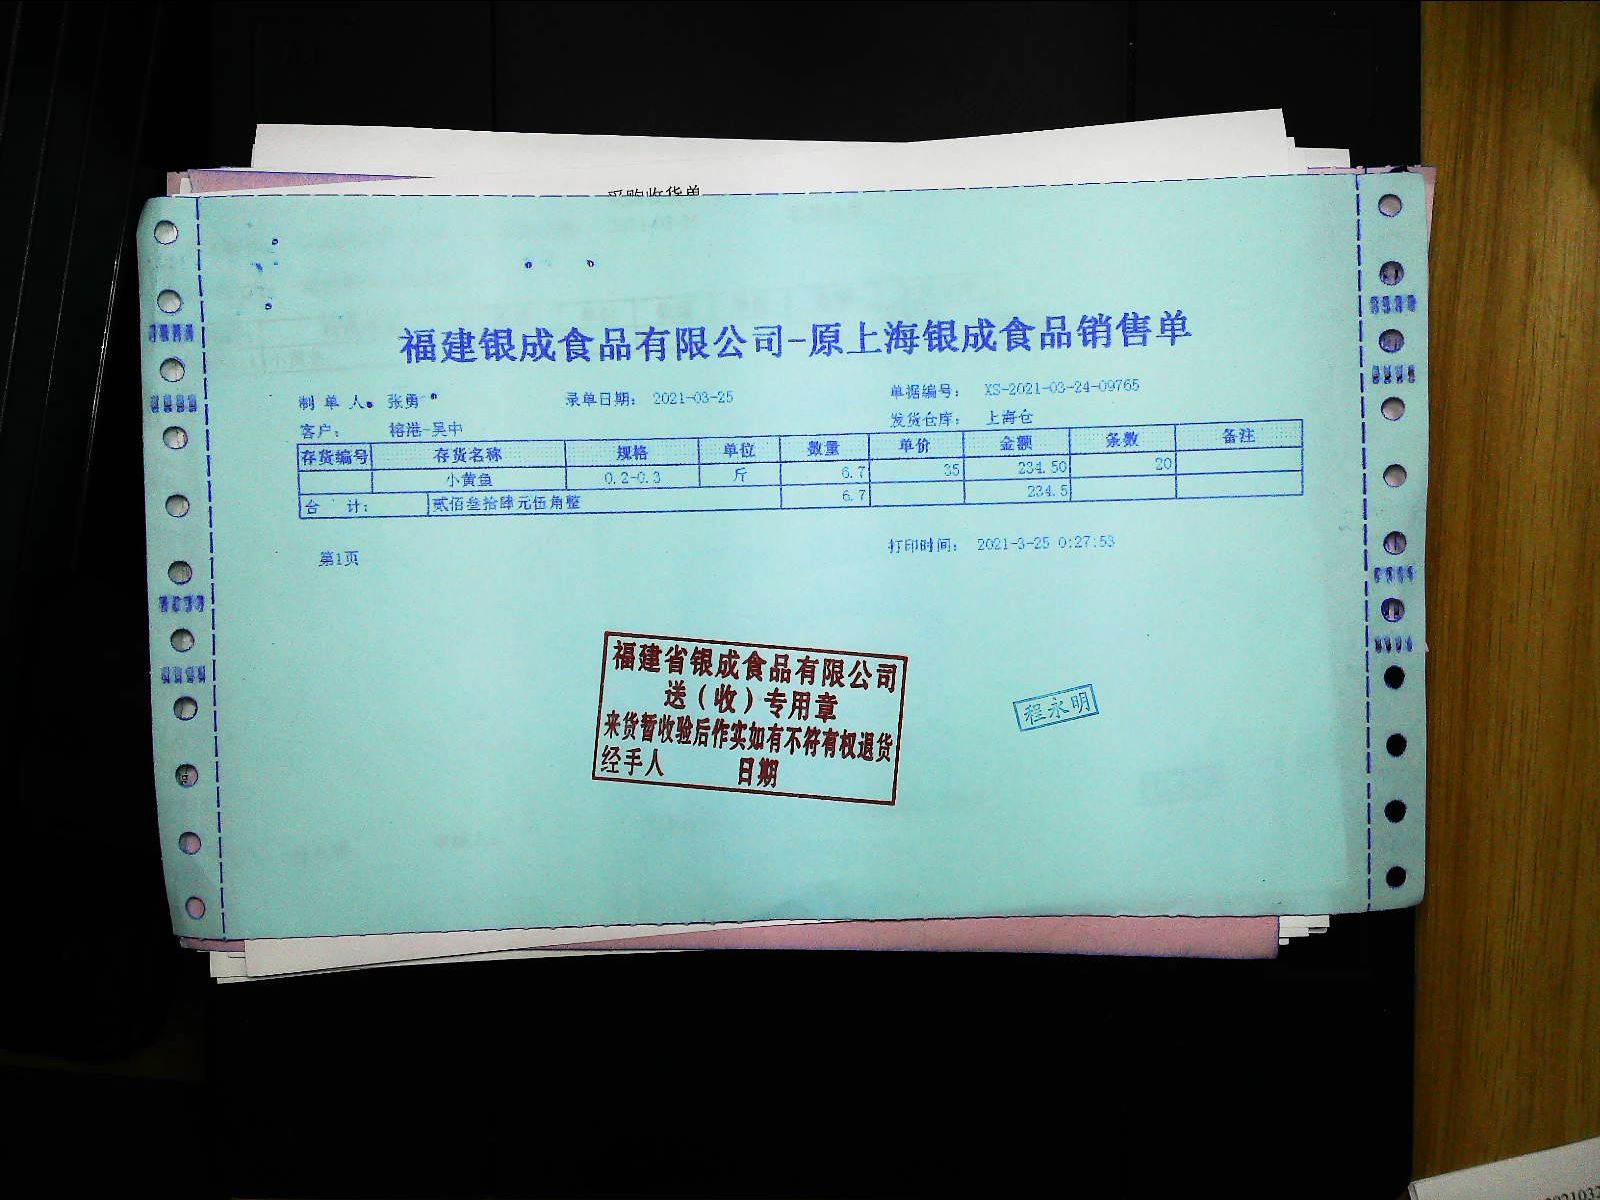 采购收货单
福建银成食品有限公司-原上海银成食品销售单
制 单 人: 张勇 录单日期: 2021-03-25 单据编号: XS-2021-03-24-09765
客户: 榕港-吴中 发货仓库: 上海仓
存货编号 存货名称 规格 单位 数量 单价 金额 条数 备注
小黄鱼 0.2-0.3 斤 6.7 35 234.50 20
合 计: 贰佰叁拾肆元伍角整 6.7 234.5
第1页 打印时间: 2021-3-25 0:27:53
福建省银成食品有限公司
送（收）专用章
来货暂收验后作实如有不符有权退货
经手人 日期
程永明